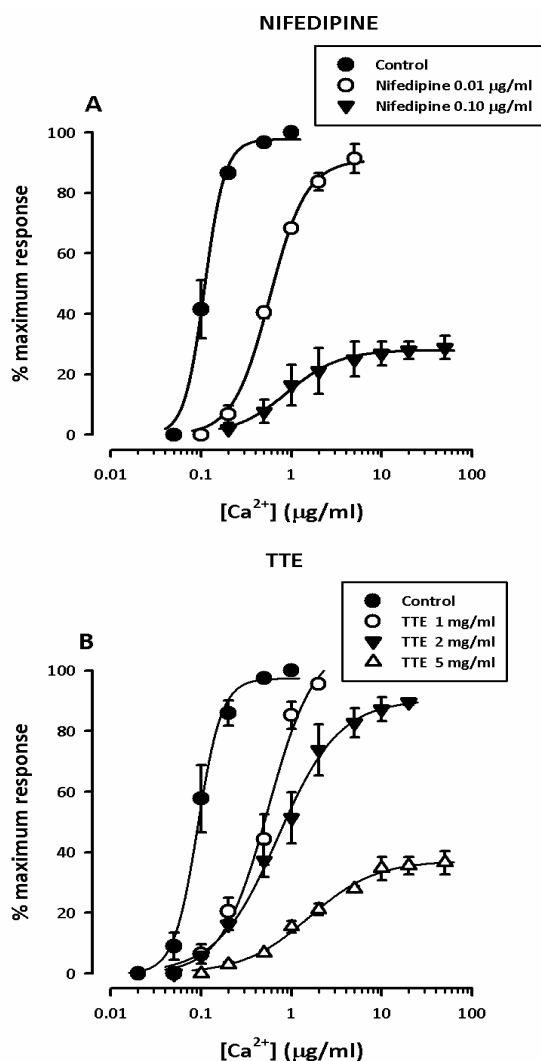 NIFEDIPINE
Control
Nifedipine 0.01 µg/ml
Nifedipine 0.10 µg/ml
A
100
80
60
40
20
0
% maximum response
0.01 0.1 1 10 100
[Ca²⁺] (µg/ml)
TTE
Control
TTE 1 mg/ml
TTE 2 mg/ml
TTE 5 mg/ml
B
100
80
60
40
20
0
% maximum response
0.01 0.1 1 10 100
[Ca²⁺] (µg/ml)